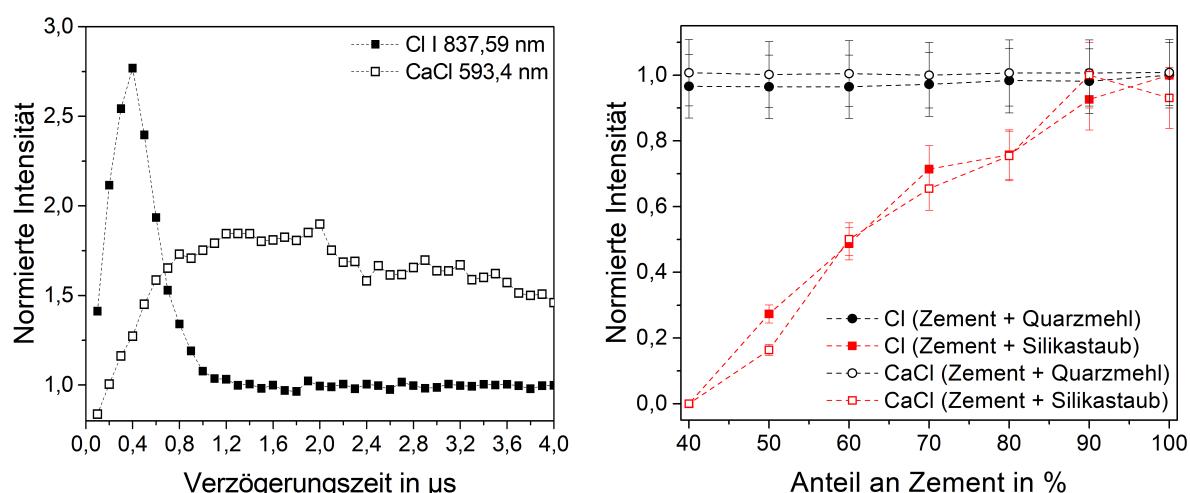 3,0
2,5
2,0
1,5
1,0
Normierte Intensität
Cl I 837,59 nm
CaCl 593,4 nm
0,0 0,4 0,8 1,2 1,6 2,0 2,4 2,8 3,2 3,6 4,0
Verzögerungszeit in µs
1,0
0,8
0,6
0,4
0,2
0,0
Normierte Intensität
Cl (Zement + Quarzmehl)
Cl (Zement + Silikastaub)
CaCl (Zement + Quarzmehl)
CaCl (Zement + Silikastaub)
40 50 60 70 80 90 100
Anteil an Zement in %